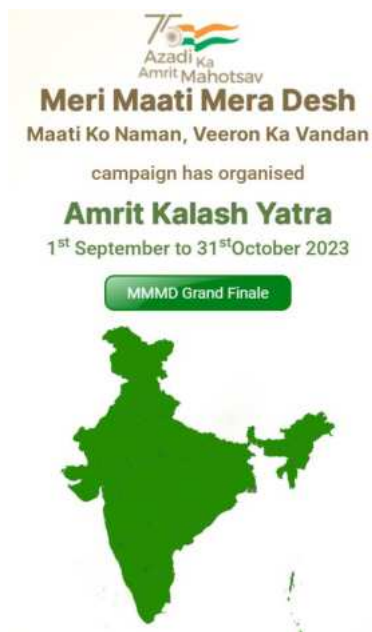 75
Azadi Ka
Amrit Mahotsav
Meri Maati Mera Desh
Maati Ko Naman, Veeron Ka Vandan
campaign has organised
Amrit Kalash Yatra
1st September to 31stOctober 2023
MMMD Grand Finale